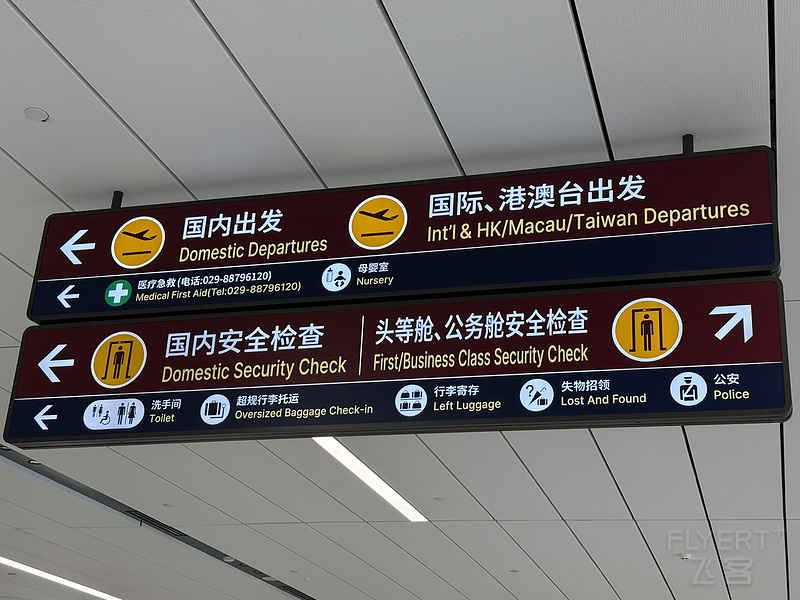 国内出发
Domestic Departures
国际、港澳台出发
Int'l & HK/Macau/Taiwan Departures
医疗急救(电话:029-88796120)
Medical First Aid(Tel:029-88796120)
母婴室
Nursery
国内安全检查
Domestic Security Check
头等舱、公务舱安全检查
First/Business Class Security Check
洗手间
Toilet
超规行李托运
Oversized Baggage Check-in
行李寄存
Left Luggage
失物招领
Lost And Found
公安
Police
FLYERT+
飞客